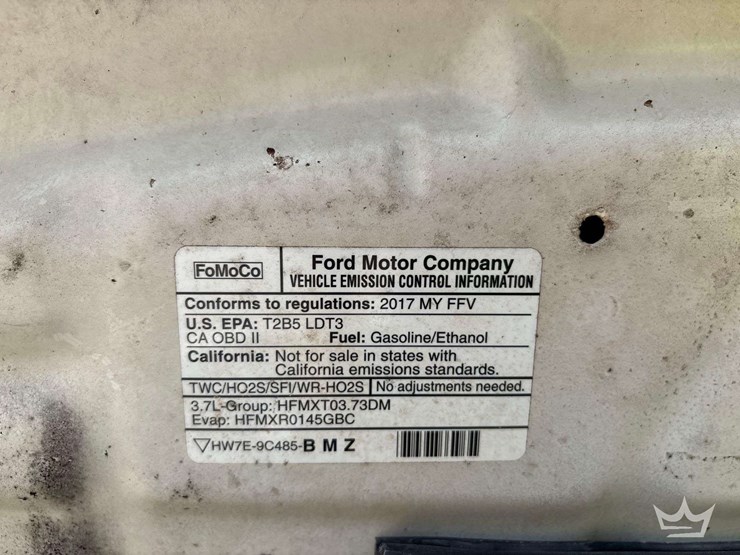 FoMoCo
Ford Motor Company
VEHICLE EMISSION CONTROL INFORMATION
Conforms to regulations: 2017 MY FFV
U.S. EPA: T2B5 LDT3
CA OBD II Fuel: Gasoline/Ethanol
California: Not for sale in states with
California emissions standards.
TWC/HO2S/SFI/WR-HO2S No adjustments needed.
3.7L-Group: HFMXT03.73DM
Evap: HFMXR0145GBC
HW7E-9C485-B M Z